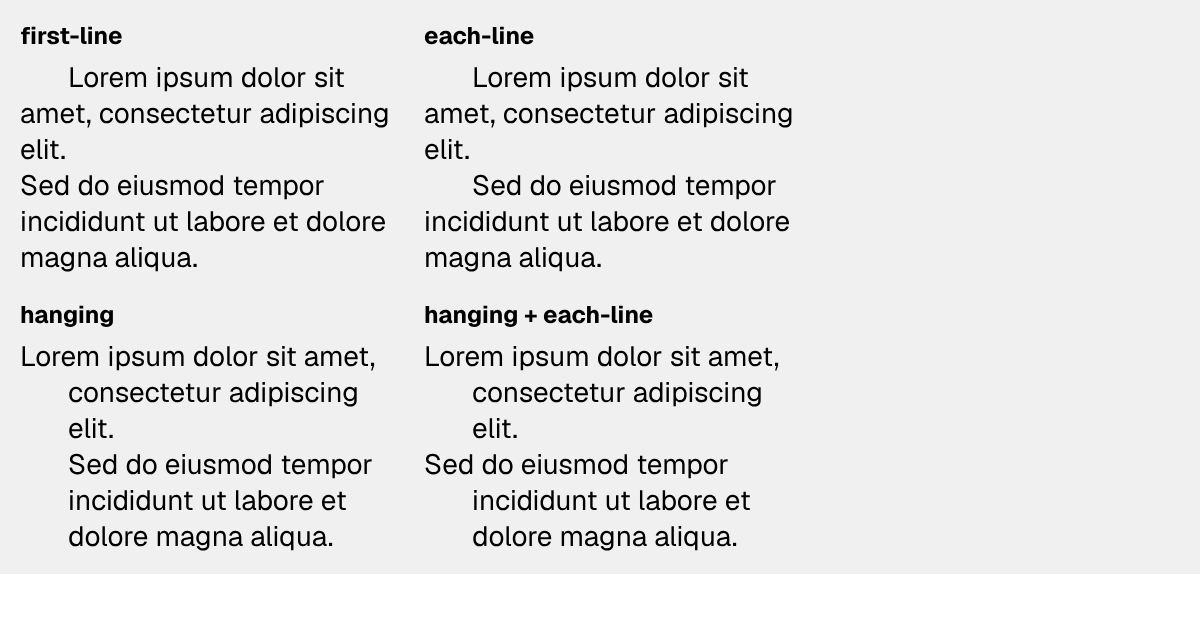 first-line
Lorem ipsum dolor sit
amet, consectetur adipiscing
elit.
Sed do eiusmod tempor
incididunt ut labore et dolore
magna aliqua.
each-line
Lorem ipsum dolor sit
amet, consectetur adipiscing
elit.
Sed do eiusmod tempor
incididunt ut labore et dolore
magna aliqua.
hanging
Lorem ipsum dolor sit amet,
consectetur adipiscing
elit.
Sed do eiusmod tempor
incididunt ut labore et
dolore magna aliqua.
hanging + each-line
Lorem ipsum dolor sit amet,
consectetur adipiscing
elit.
Sed do eiusmod tempor
incididunt ut labore et
dolore magna aliqua.